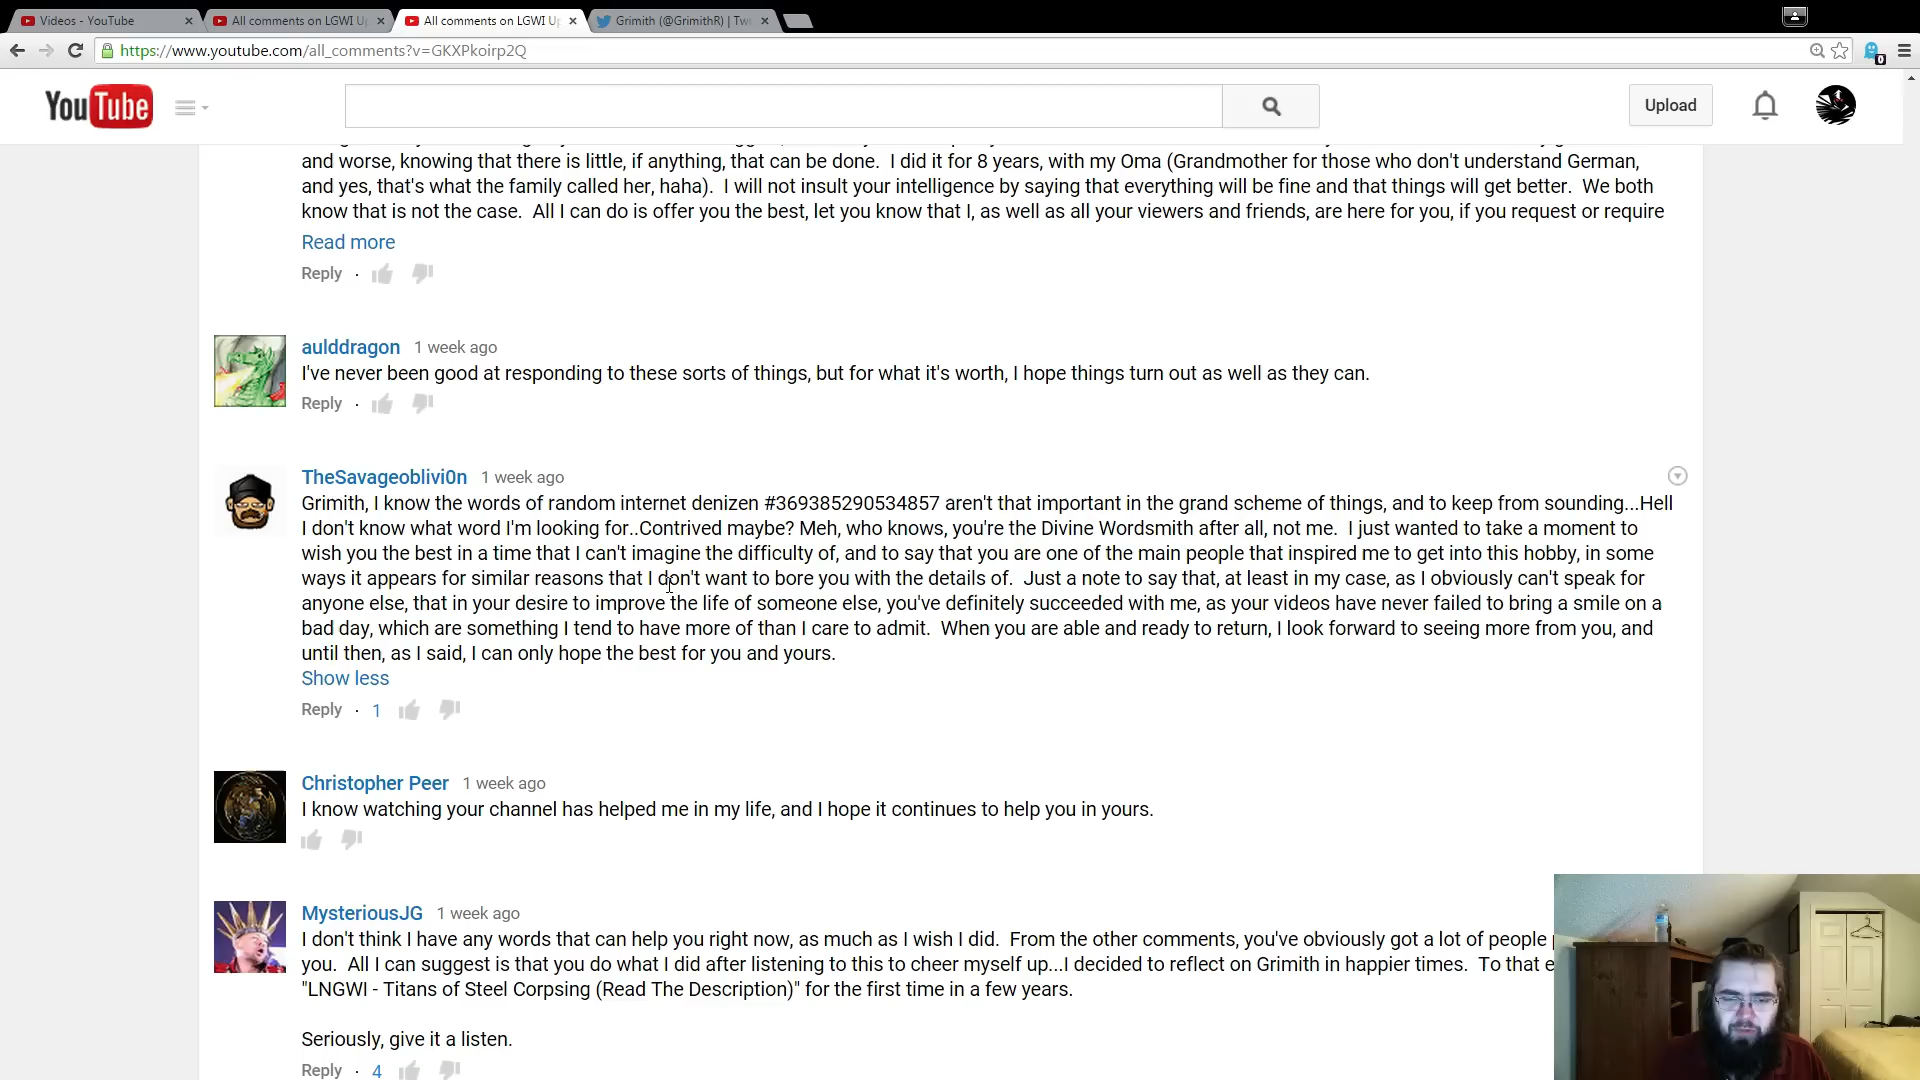 Videos - YouTube
All comments on LGWI Up
All comments on LGWI Up
Grimith (@GrimithR) | Twe
https://www.youtube.com/all_comments?v=GKXPkoirp2Q
0
YouTube
Upload
and worse, knowing that there is little, if anything, that can be done.  I did it for 8 years, with my Oma (Grandmother for those who don't understand German,
and yes, that's what the family called her, haha).  I will not insult your intelligence by saying that everything will be fine and that things will get better.  We both
know that is not the case.  All I can do is offer you the best, let you know that I, as well as all your viewers and friends, are here for you, if you request or require
Read more
Reply ·
aulddragon 1 week ago
I've never been good at responding to these sorts of things, but for what it's worth, I hope things turn out as well as they can.
Reply ·
TheSavageoblivi0n 1 week ago
Grimith, I know the words of random internet denizen #369385290534857 aren't that important in the grand scheme of things, and to keep from sounding...Hell
I don't know what word I'm looking for..Contrived maybe? Meh, who knows, you're the Divine Wordsmith after all, not me.  I just wanted to take a moment to
wish you the best in a time that I can't imagine the difficulty of, and to say that you are one of the main people that inspired me to get into this hobby, in some
ways it appears for similar reasons that I don't want to bore you with the details of.  Just a note to say that, at least in my case, as I obviously can't speak for
anyone else, that in your desire to improve the life of someone else, you've definitely succeeded with me, as your videos have never failed to bring a smile on a
bad day, which are something I tend to have more of than I care to admit.  When you are able and ready to return, I look forward to seeing more from you, and
until then, as I said, I can only hope the best for you and yours.
Show less
Reply · 1
Christopher Peer 1 week ago
I know watching your channel has helped me in my life, and I hope it continues to help you in yours.
MysteriousJG 1 week ago
I don't think I have any words that can help you right now, as much as I wish I did.  From the other comments, you've obviously got a lot of people
you.  All I can suggest is that you do what I did after listening to this to cheer myself up...I decided to reflect on Grimith in happier times.  To that e
"LNGWI - Titans of Steel Corpsing (Read The Description)" for the first time in a few years.
Seriously, give it a listen.
Reply · 4